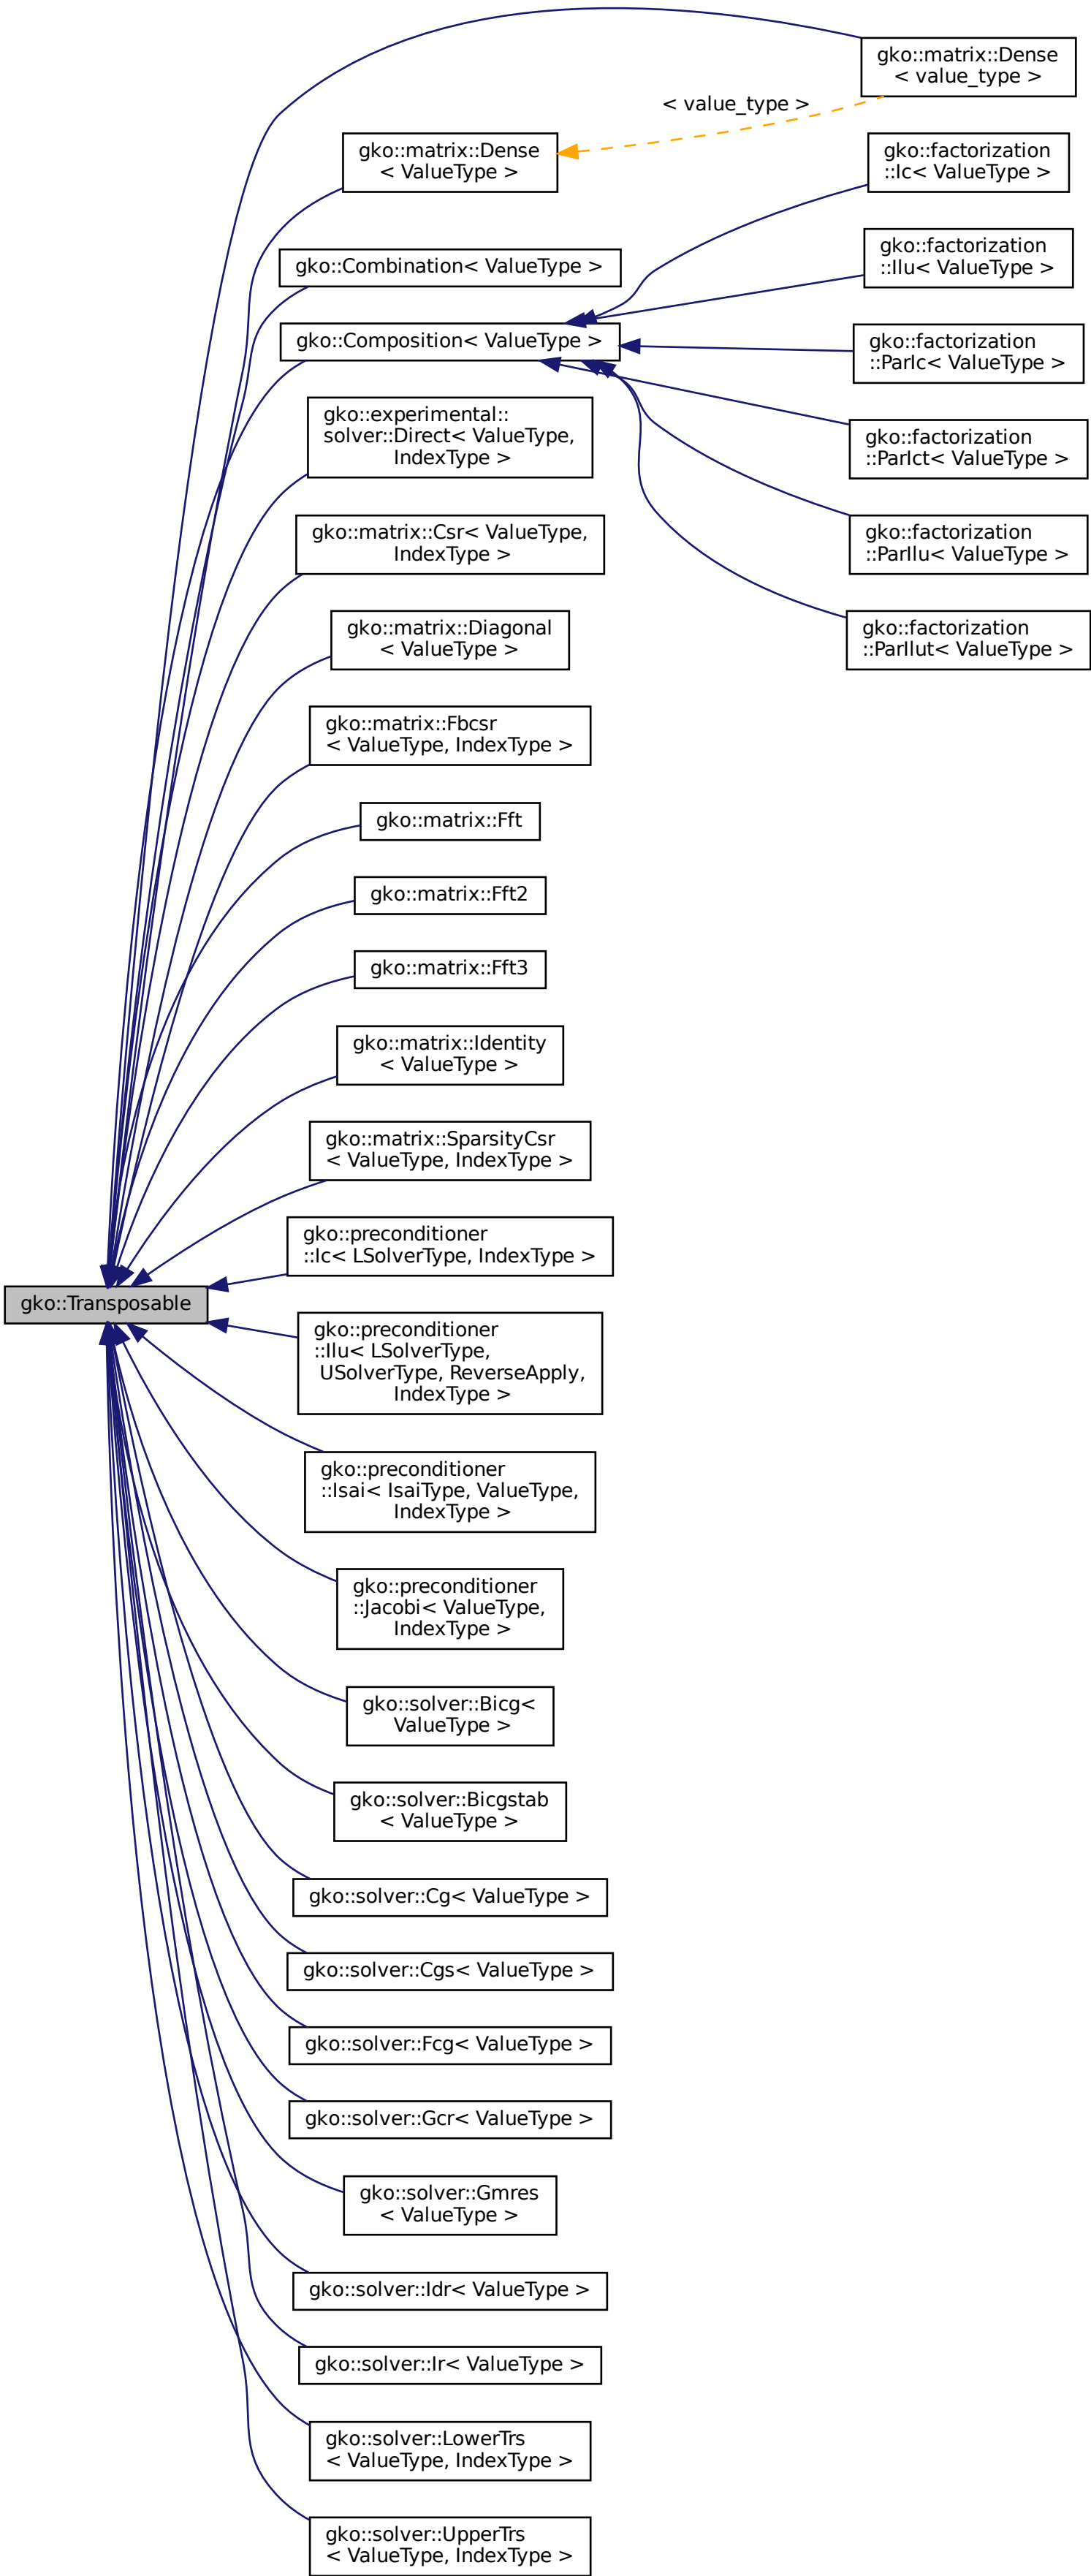 gko::matrix::Dense
< value_type >
< value_type >
gko::matrix::Dense
< ValueType >
gko::factorization
::Ic< ValueType >
gko::factorization
::Ilu< ValueType >
gko::Combination< ValueType >
gko::Composition< ValueType >
gko::factorization
::ParIc< ValueType >
gko::experimental::
solver::Direct< ValueType,
IndexType >
gko::factorization
::ParIct< ValueType >
gko::matrix::Csr< ValueType,
IndexType >
gko::factorization
::ParIlu< ValueType >
gko::matrix::Diagonal
< ValueType >
gko::factorization
::ParIlut< ValueType >
gko::matrix::Fbcsr
< ValueType, IndexType >
gko::matrix::Fft
gko::matrix::Fft2
gko::matrix::Fft3
gko::matrix::Identity
< ValueType >
gko::matrix::SparsityCsr
< ValueType, IndexType >
gko::preconditioner
::Ic< LSolverType, IndexType >
gko::Transposable
gko::preconditioner
::Ilu< LSolverType,
USolverType, ReverseApply,
IndexType >
gko::preconditioner
::Isai< IsaiType, ValueType,
IndexType >
gko::preconditioner
::Jacobi< ValueType,
IndexType >
gko::solver::Bicg<
ValueType >
gko::solver::Bicgstab
< ValueType >
gko::solver::Cg< ValueType >
gko::solver::Cgs< ValueType >
gko::solver::Fcg< ValueType >
gko::solver::Gcr< ValueType >
gko::solver::Gmres
< ValueType >
gko::solver::Idr< ValueType >
gko::solver::Ir< ValueType >
gko::solver::LowerTrs
< ValueType, IndexType >
gko::solver::UpperTrs
< ValueType, IndexType >